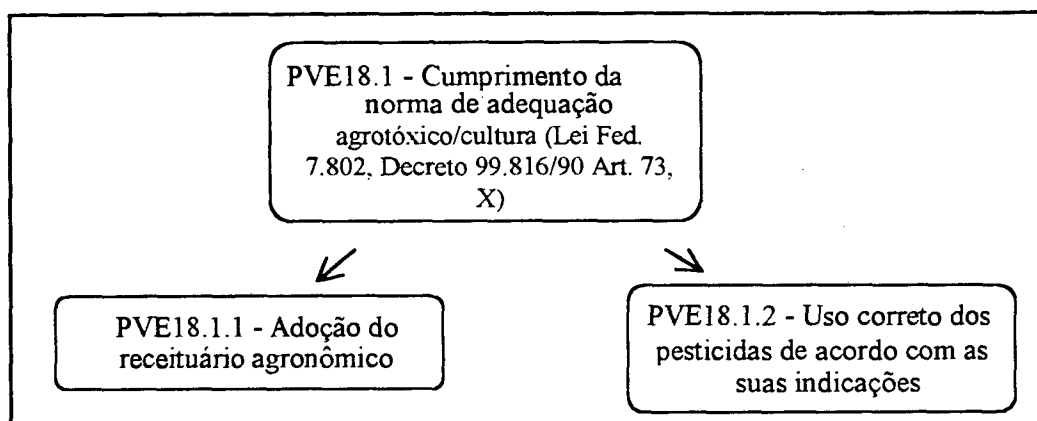 PVE18.1 - Cumprimento da
norma de adequação
agrotóxico/cultura (Lei Fed.
7.802, Decreto 99.816/90 Art. 73,
X)
PVE18.1.1 - Adoção do
receituário agronômico
PVE18.1.2 - Uso correto dos
pesticidas de acordo com as
suas indicações